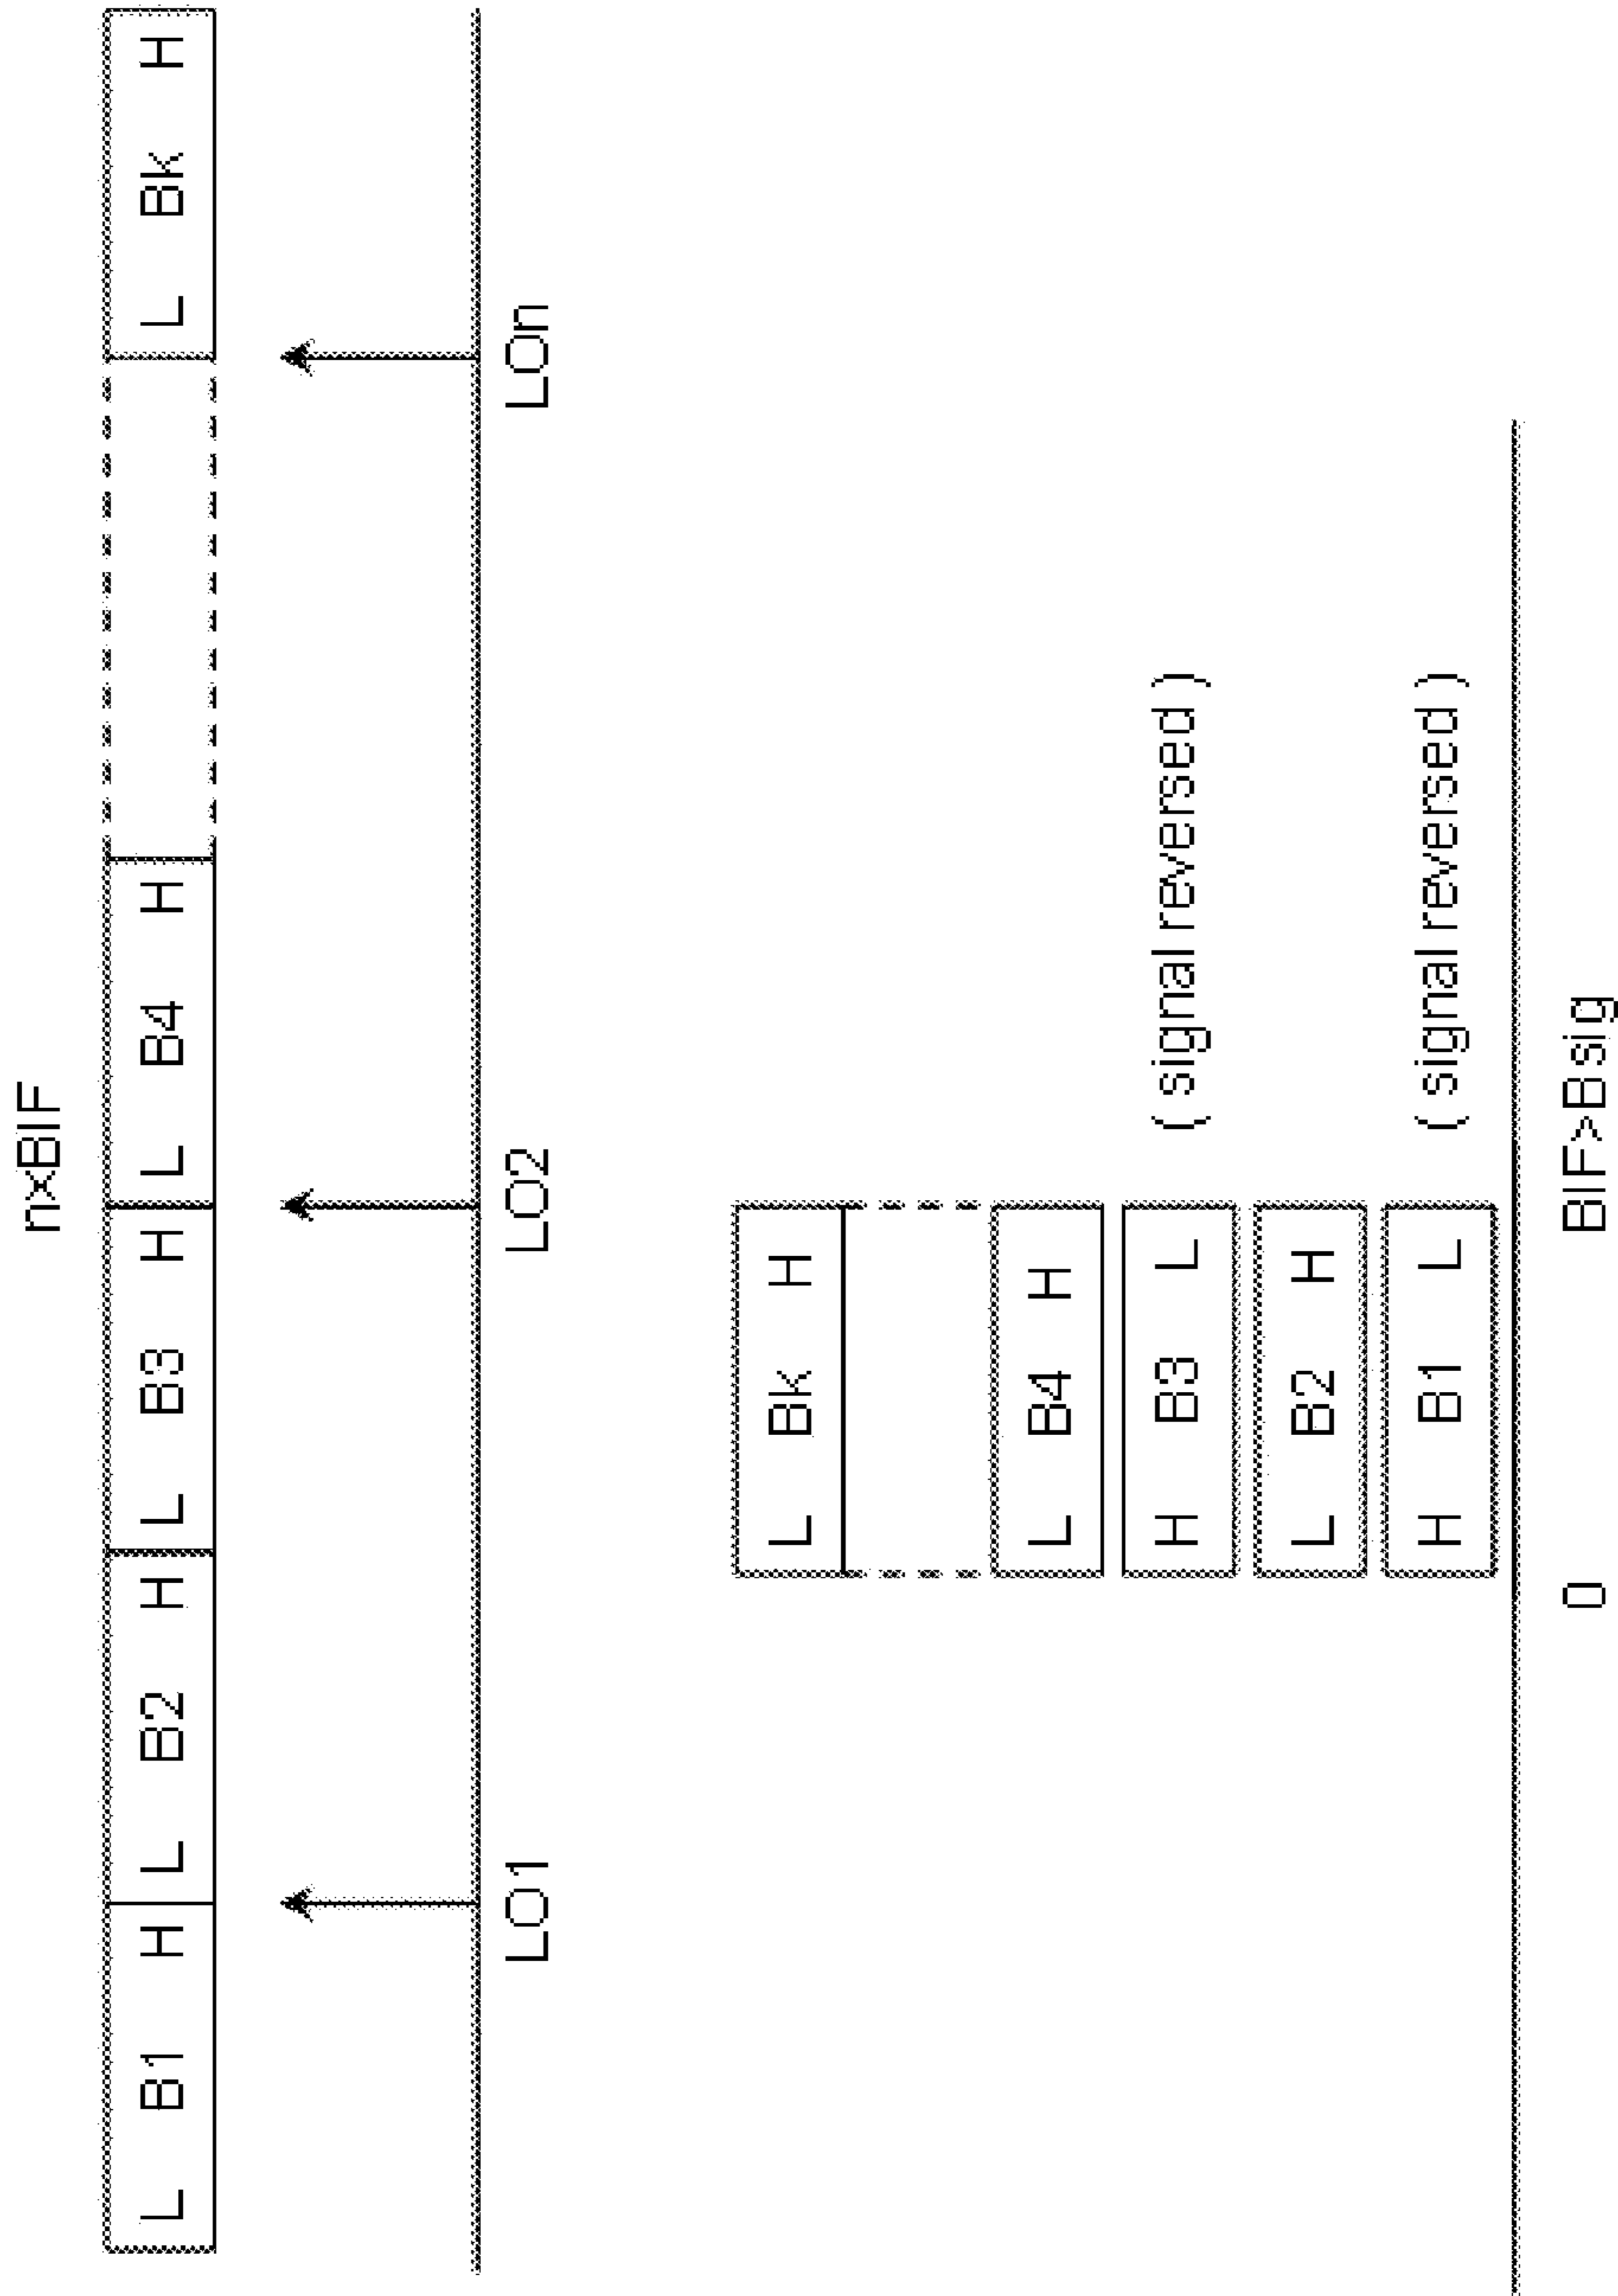 n×BIF
L B1 H L B2 H L B3 H L B4 H L Bk H
LO1 LO2 LOn
L Bk H
L B4 H
H B3 L ( signal reversed )
L B2 H
H B1 L ( signal reversed )
0 BIF>Bsig